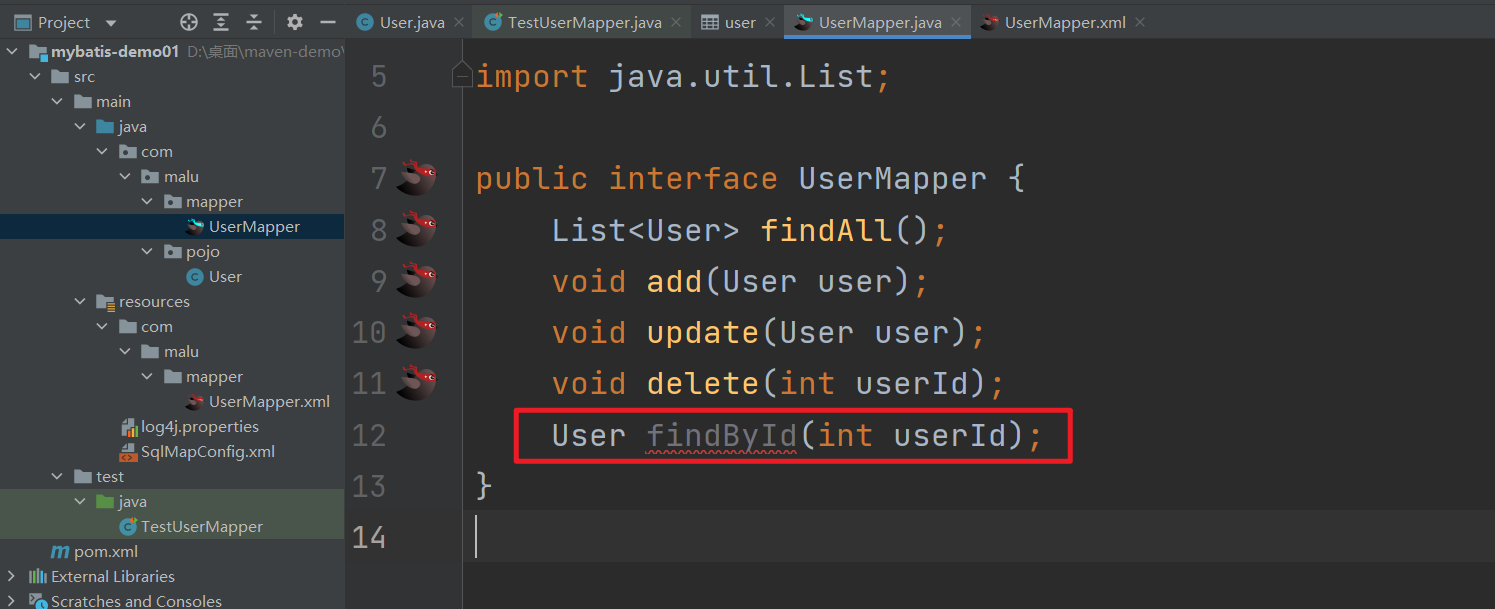 Project
User.java
TestUserMapper.java
user
UserMapper.java
UserMapper.xml
mybatis-demo01 D:\桌面\maven-demo\
src
main
java
com
malu
mapper
UserMapper
pojo
User
resources
com
malu
mapper
UserMapper.xml
log4j.properties
SqlMapConfig.xml
test
java
TestUserMapper
pom.xml
External Libraries
Scratches and Consoles
5 import java.util.List;
6
7 public interface UserMapper {
8 List<User> findAll();
9 void add(User user);
10 void update(User user);
11 void delete(int userId);
12 User findById(int userId);
13 }
14